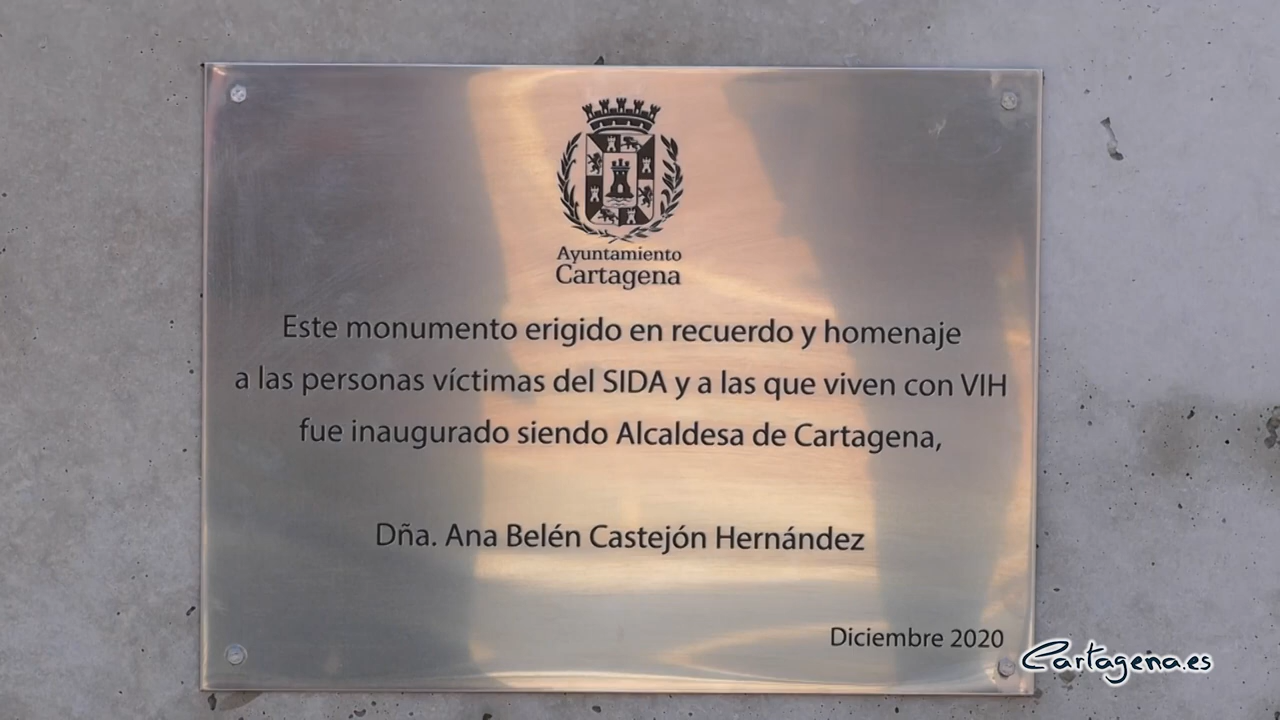 Ayuntamiento
Cartagena
Este monumento erigido en recuerdo y homenaje
a las personas víctimas del SIDA y a las que viven con VIH
fue inaugurado siendo Alcaldesa de Cartagena,
Dña. Ana Belén Castejón Hernández
Diciembre 2020
Cartagena.es